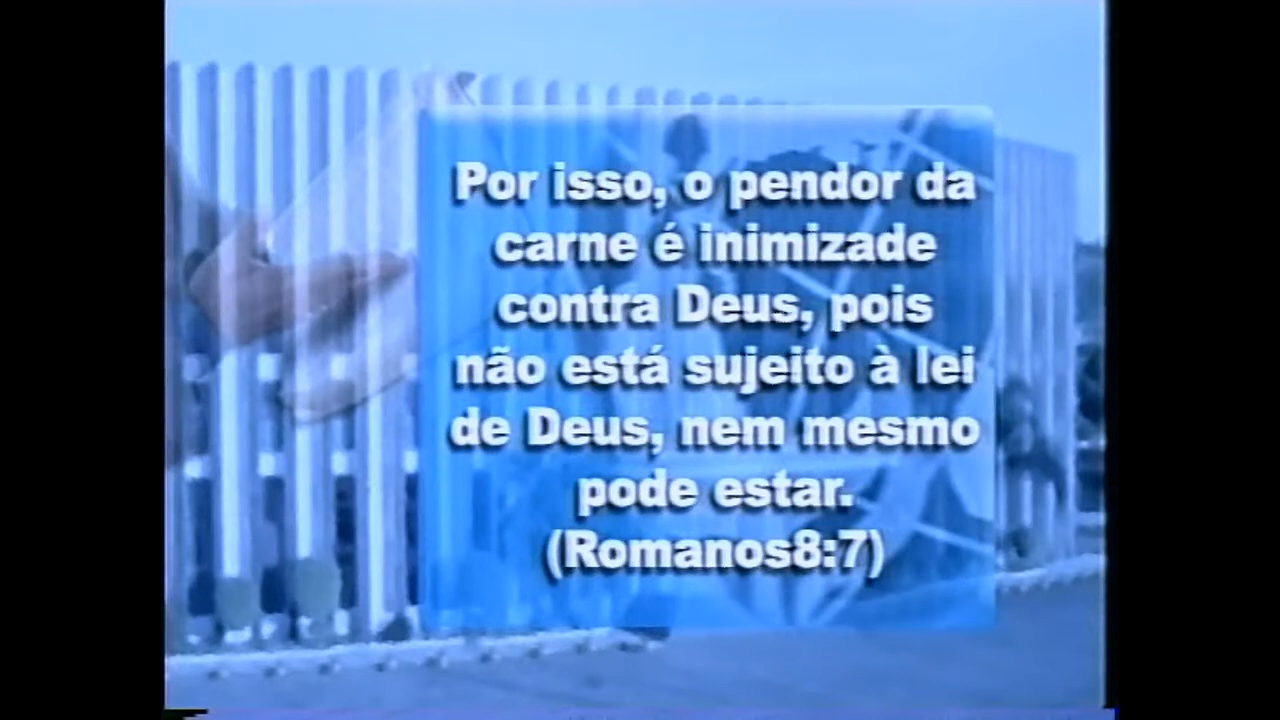 Por isso, o pendor da
carne é inimizade
contra Deus, pois
não está sujeito à lei
de Deus, nem mesmo
pode estar.
(Romanos8:7)